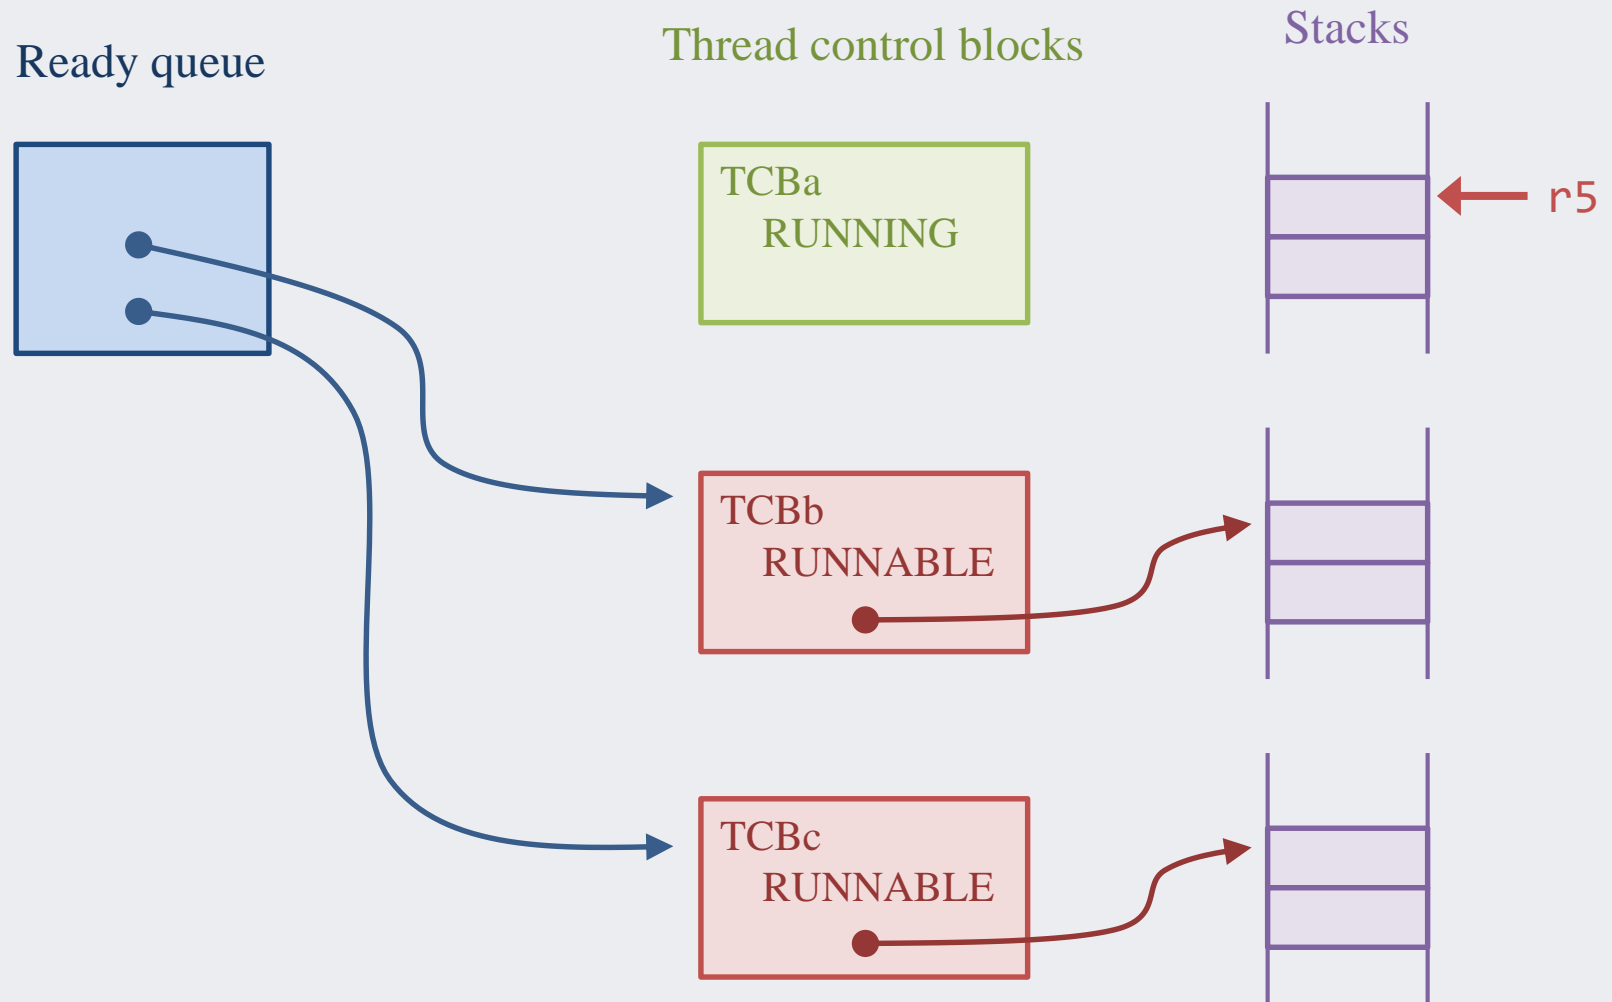 Ready queue
Thread control blocks
Stacks
TCBa
RUNNING
r5
TCBb
RUNNABLE
TCBc
RUNNABLE